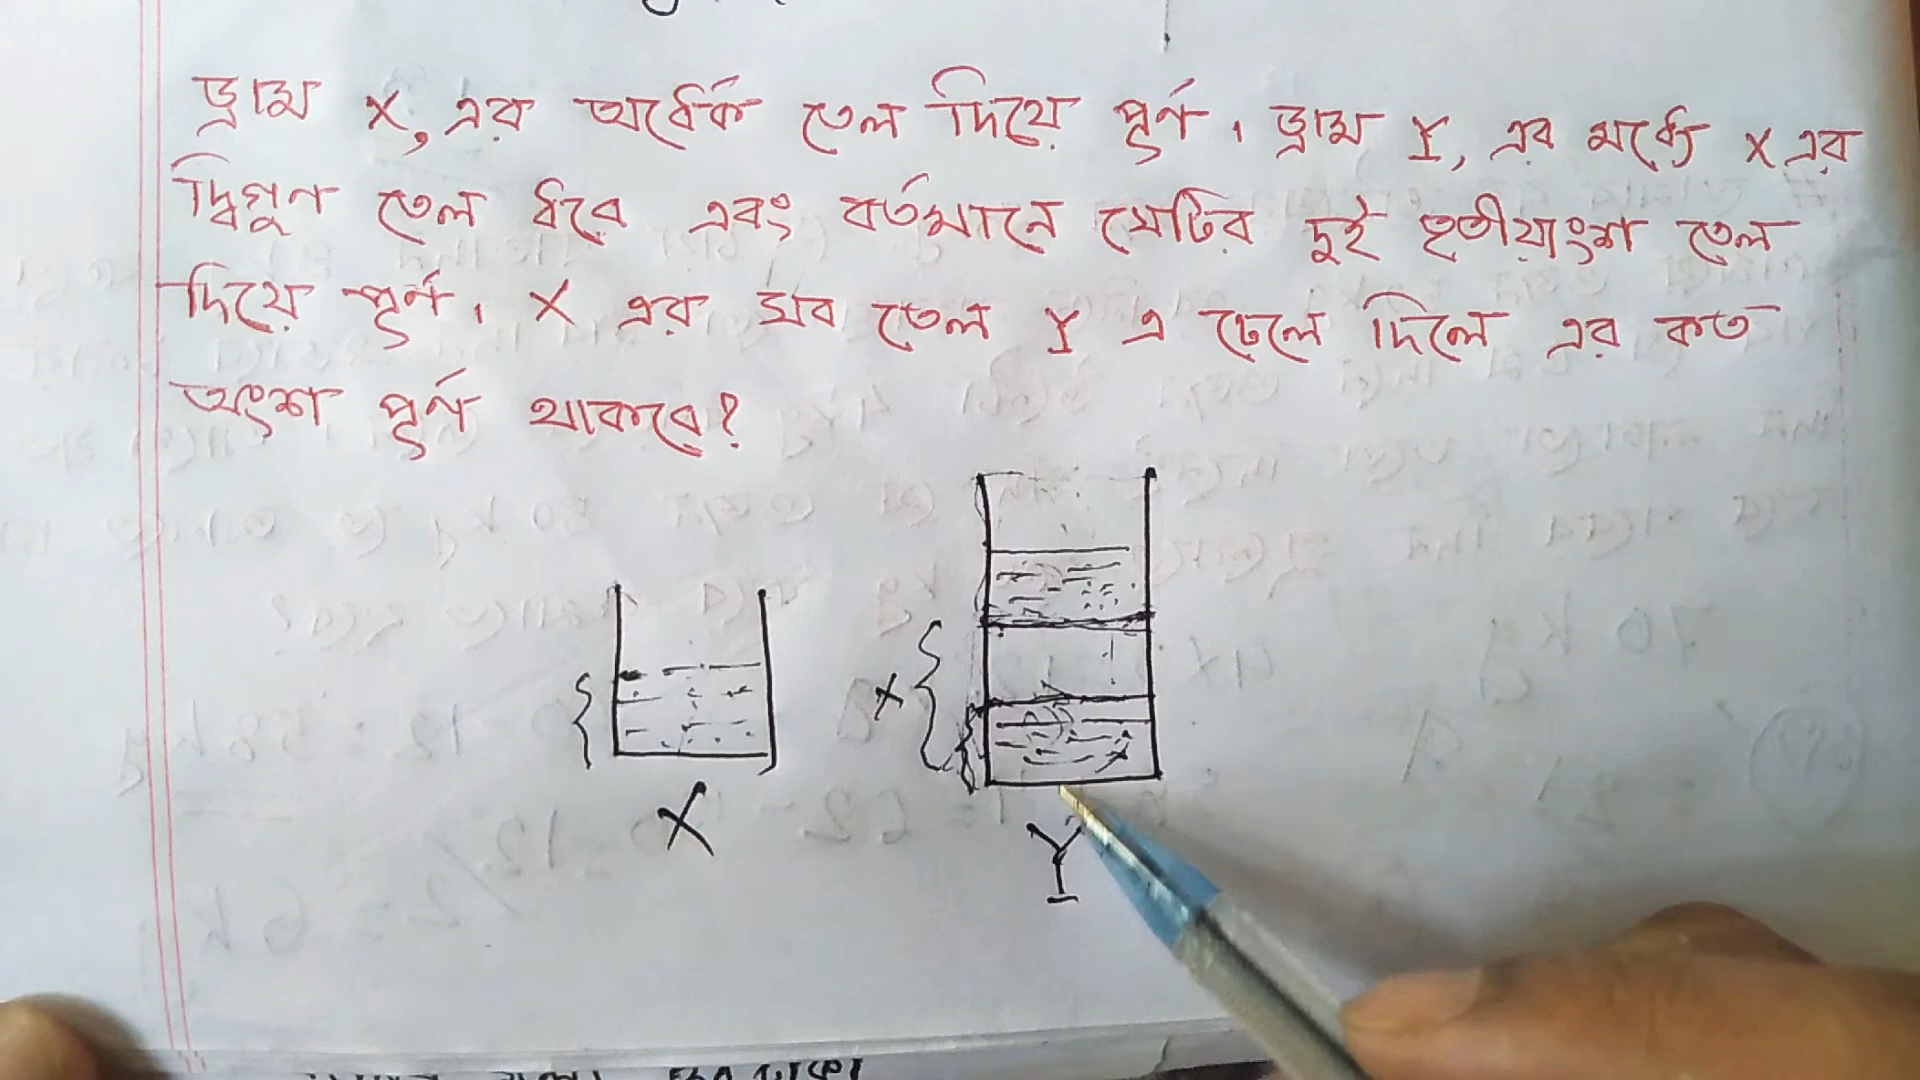 ড্রাম X, এর অর্ধেক তেল দিয়ে পূর্ণ। ড্রাম Y, এর মধ্যে X এর
দ্বিগুণ তেল ধরে এবং বর্তমানে সেটির দুই তৃতীয়াংশ তেল
দিয়ে পূর্ণ। X এর সব তেল Y এ ঢেলে দিলে এর কত
অংশ পূর্ণ থাকবে?
X
X
Y